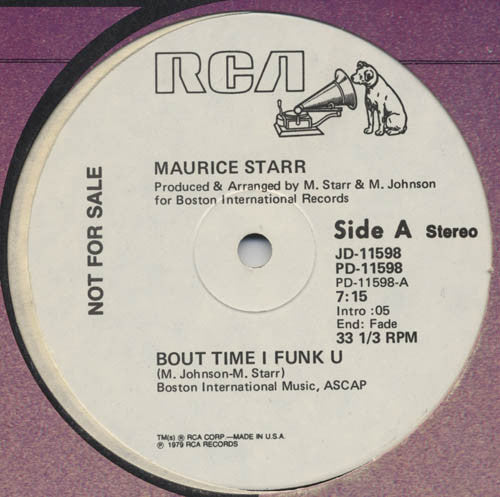 RCA
MAURICE STARR
Produced & Arranged by M. Starr & M. Johnson
for Boston International Records
NOT FOR SALE
Side A Stereo
JD-11598
PD-11598
PD-11598-A
7:15
Intro :05
End: Fade
33 1/3 RPM
BOUT TIME I FUNK U
(M. Johnson-M. Starr)
Boston International Music, ASCAP
TM(s) ® RCA CORP.—MADE IN U.S.A.
℗ 1979 RCA RECORDS